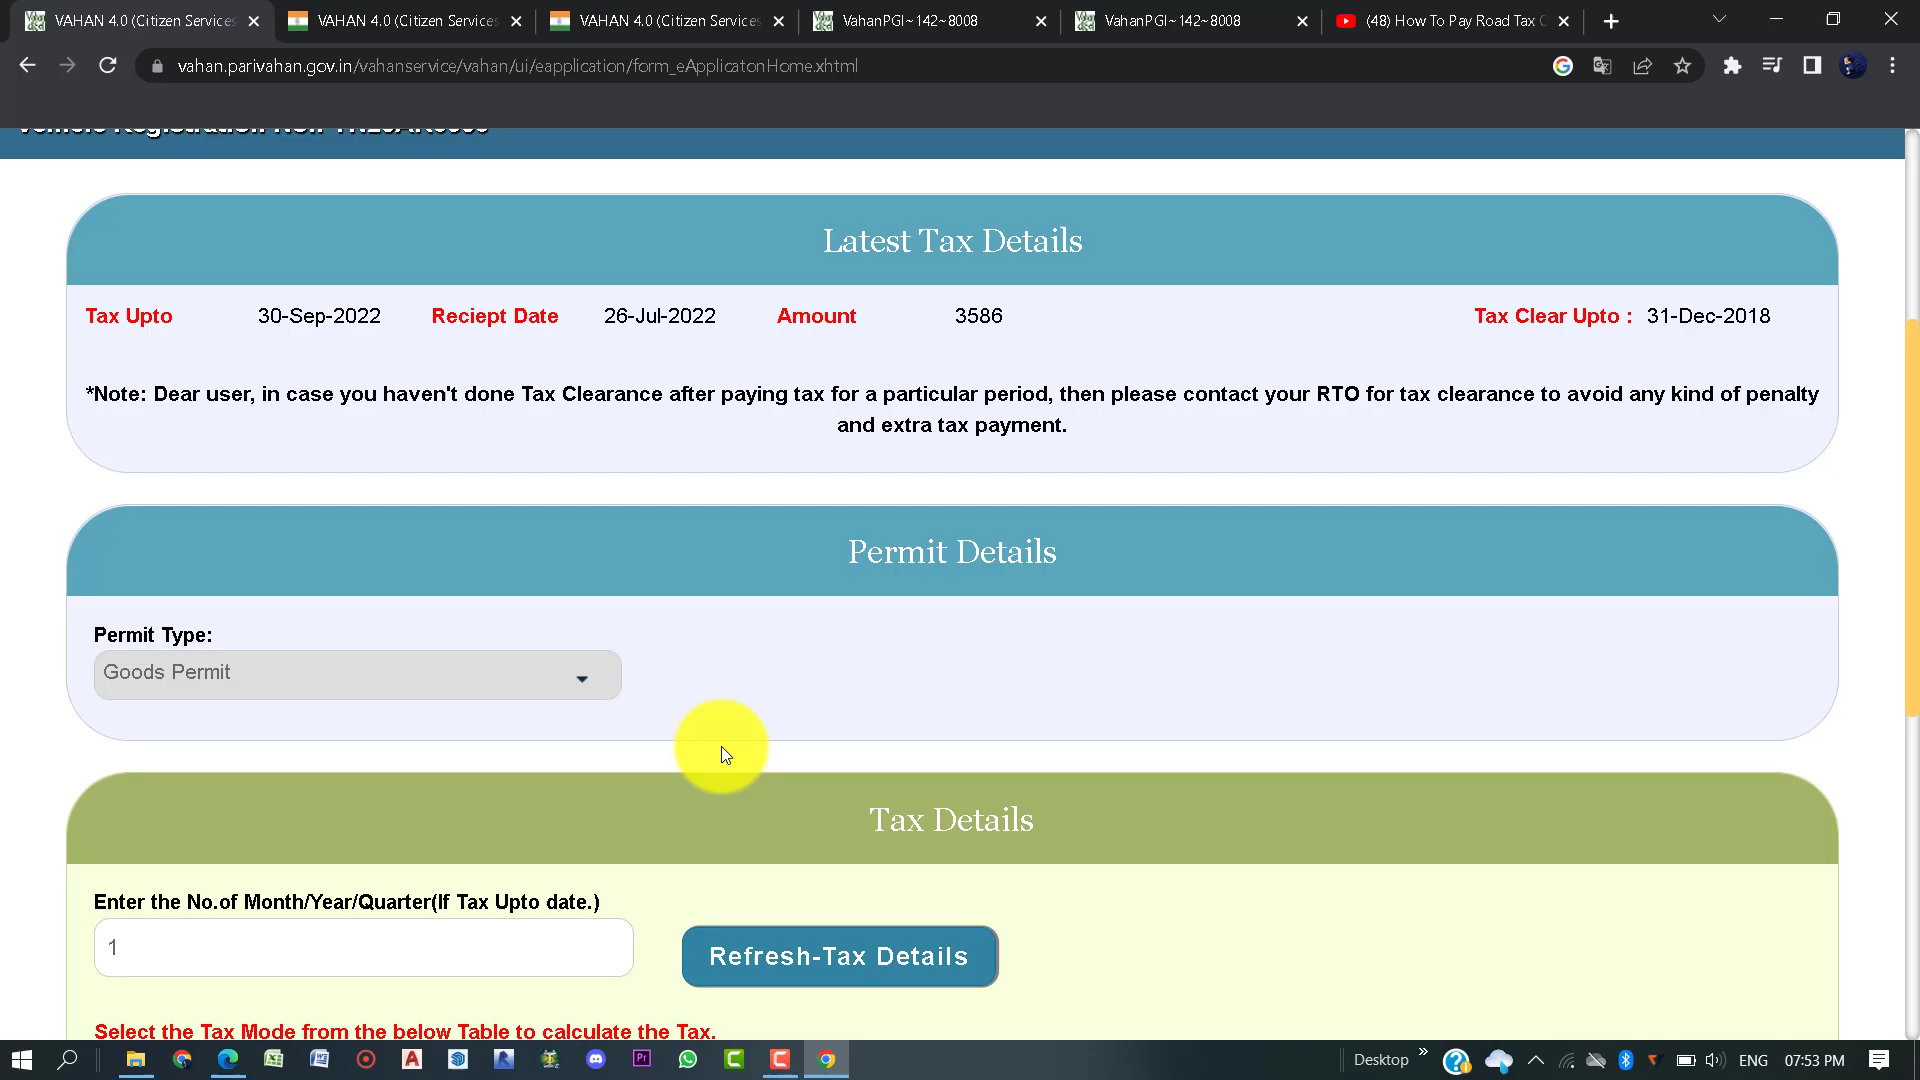 VAHAN 4.0 (Citizen Services
VAHAN 4.0 (Citizen Services
VAHAN 4.0 (Citizen Services
VahanPGI~142~8008
VahanPGI~142~8008
(48) How To Pay Road Tax O
vahan.parivahan.gov.in/vahanservice/vahan/ui/eapplication/form_eApplicatonHome.xhtml
Vehicle Registration No.:
Latest Tax Details
Tax Upto 30-Sep-2022 Reciept Date 26-Jul-2022 Amount 3586 Tax Clear Upto : 31-Dec-2018
*Note: Dear user, in case you haven't done Tax Clearance after paying tax for a particular period, then please contact your RTO for tax clearance to avoid any kind of penalty
and extra tax payment.
Permit Details
Permit Type:
Goods Permit
Tax Details
Enter the No.of Month/Year/Quarter(If Tax Upto date.)
1
Refresh-Tax Details
Select the Tax Mode from the below Table to calculate the Tax.
Desktop
ENG
07:53 PM